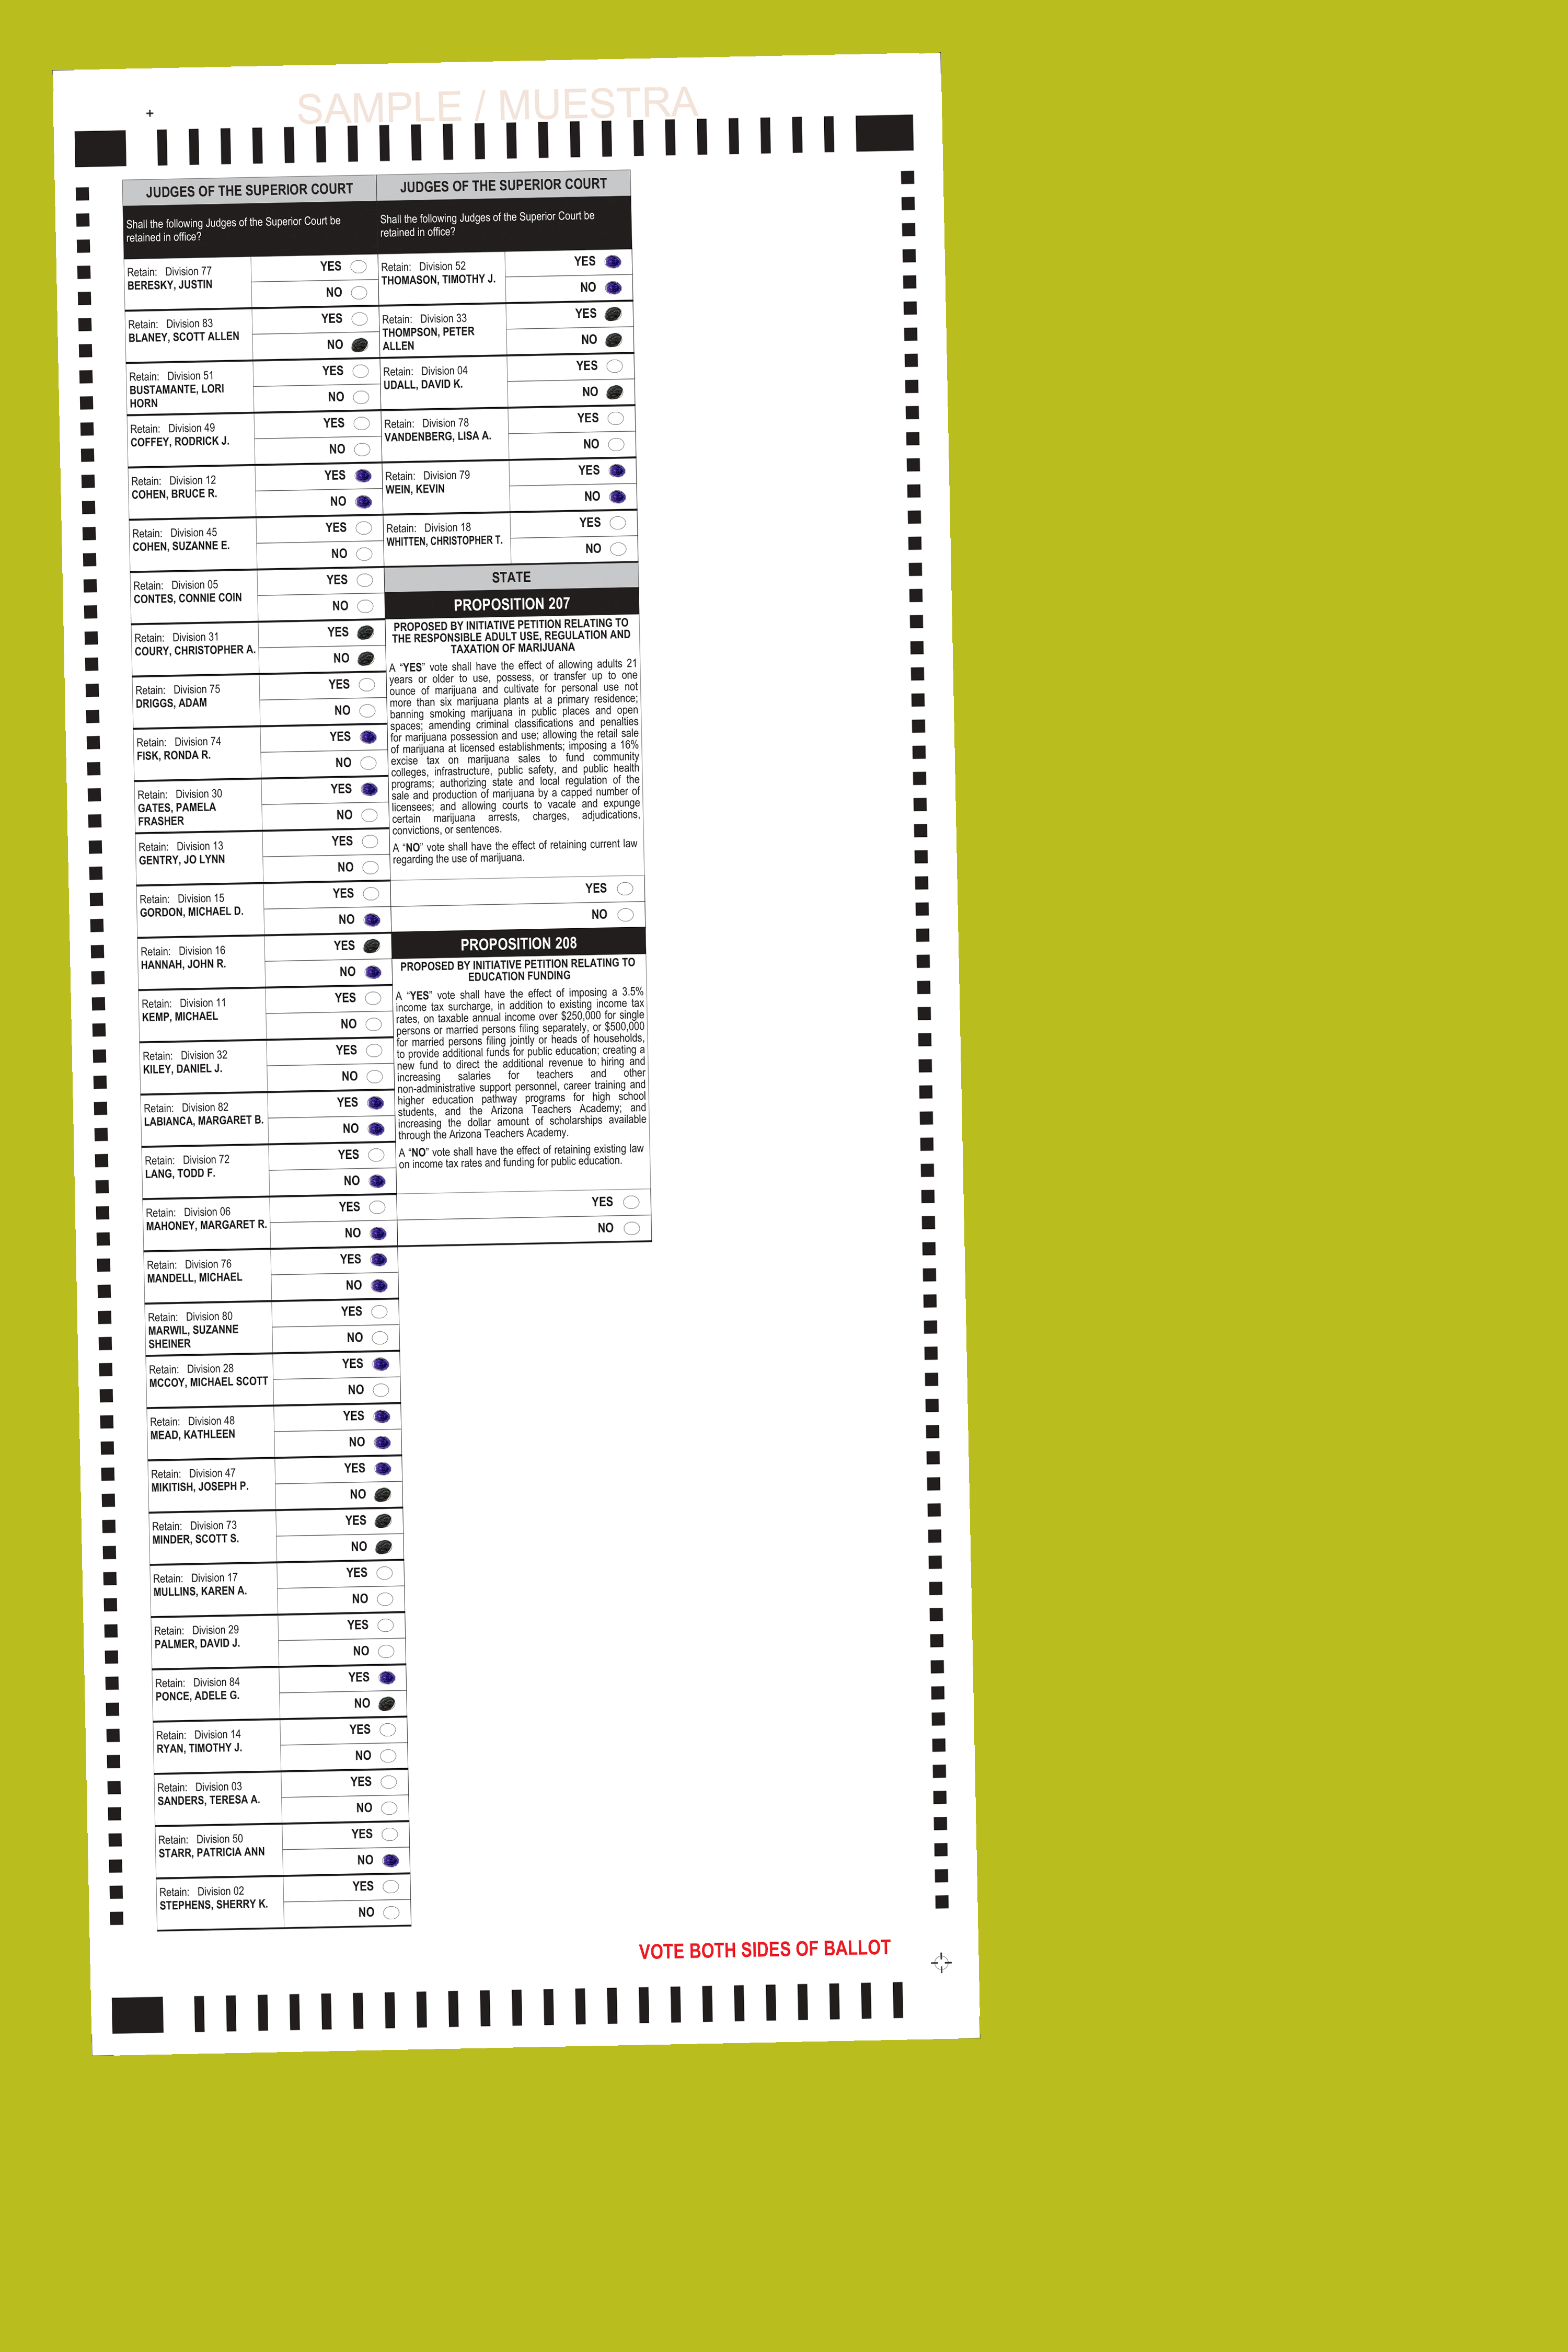 SAMPLE / MUESTRA
JUDGES OF THE SUPERIOR COURT
Shall the following Judges of the Superior Court be
retained in office?
Retain: Division 77
BERESKY, JUSTIN
YES
NO
Retain: Division 83
BLANEY, SCOTT ALLEN
YES
NO
Retain: Division 51
BUSTAMANTE, LORI
HORN
YES
NO
Retain: Division 49
COFFEY, RODRICK J.
YES
NO
Retain: Division 12
COHEN, BRUCE R.
YES
NO
Retain: Division 45
COHEN, SUZANNE E.
YES
NO
Retain: Division 05
CONTES, CONNIE COIN
YES
NO
Retain: Division 31
COURY, CHRISTOPHER A.
YES
NO
Retain: Division 75
DRIGGS, ADAM
YES
NO
Retain: Division 74
FISK, RONDA R.
YES
NO
Retain: Division 30
GATES, PAMELA
FRASHER
YES
NO
Retain: Division 13
GENTRY, JO LYNN
YES
NO
Retain: Division 15
GORDON, MICHAEL D.
YES
NO
Retain: Division 16
HANNAH, JOHN R.
YES
NO
Retain: Division 11
KEMP, MICHAEL
YES
NO
Retain: Division 32
KILEY, DANIEL J.
YES
NO
Retain: Division 82
LABIANCA, MARGARET B.
YES
NO
Retain: Division 72
LANG, TODD F.
YES
NO
Retain: Division 06
MAHONEY, MARGARET R.
YES
NO
Retain: Division 76
MANDELL, MICHAEL
YES
NO
Retain: Division 80
MARWIL, SUZANNE
SHEINER
YES
NO
Retain: Division 28
MCCOY, MICHAEL SCOTT
YES
NO
Retain: Division 48
MEAD, KATHLEEN
YES
NO
Retain: Division 47
MIKITISH, JOSEPH P.
YES
NO
Retain: Division 73
MINDER, SCOTT S.
YES
NO
Retain: Division 17
MULLINS, KAREN A.
YES
NO
Retain: Division 29
PALMER, DAVID J.
YES
NO
Retain: Division 84
PONCE, ADELE G.
YES
NO
Retain: Division 14
RYAN, TIMOTHY J.
YES
NO
Retain: Division 03
SANDERS, TERESA A.
YES
NO
Retain: Division 50
STARR, PATRICIA ANN
YES
NO
Retain: Division 02
STEPHENS, SHERRY K.
YES
NO
JUDGES OF THE SUPERIOR COURT
Shall the following Judges of the Superior Court be
retained in office?
Retain: Division 52
THOMASON, TIMOTHY J.
YES
NO
Retain: Division 33
THOMPSON, PETER
ALLEN
YES
NO
Retain: Division 04
UDALL, DAVID K.
YES
NO
Retain: Division 78
VANDENBERG, LISA A.
YES
NO
Retain: Division 79
WEIN, KEVIN
YES
NO
Retain: Division 18
WHITTEN, CHRISTOPHER T.
YES
NO
STATE
PROPOSITION 207
PROPOSED BY INITIATIVE PETITION RELATING TO
THE RESPONSIBLE ADULT USE, REGULATION AND
TAXATION OF MARIJUANA
A “YES” vote shall have the effect of allowing adults 21
years or older to use, possess, or transfer up to one
ounce of marijuana and cultivate for personal use not
more than six marijuana plants at a primary residence;
banning smoking marijuana in public places and open
spaces; amending criminal classifications and penalties
for marijuana possession and use; allowing the retail sale
of marijuana at licensed establishments; imposing a 16%
excise tax on marijuana sales to fund community
colleges, infrastructure, public safety, and public health
programs; authorizing state and local regulation of the
sale and production of marijuana by a capped number of
licensees; and allowing courts to vacate and expunge
certain marijuana arrests, charges, adjudications,
convictions, or sentences.
A “NO” vote shall have the effect of retaining current law
regarding the use of marijuana.
YES
NO
PROPOSITION 208
PROPOSED BY INITIATIVE PETITION RELATING TO
EDUCATION FUNDING
A “YES” vote shall have the effect of imposing a 3.5%
income tax surcharge, in addition to existing income tax
rates, on taxable annual income over $250,000 for single
persons or married persons filing separately, or $500,000
for married persons filing jointly or heads of households,
to provide additional funds for public education; creating a
new fund to direct the additional revenue to hiring and
increasing salaries for teachers and other
non-administrative support personnel, career training and
higher education pathway programs for high school
students, and the Arizona Teachers Academy; and
increasing the dollar amount of scholarships available
through the Arizona Teachers Academy.
A “NO” vote shall have the effect of retaining existing law
on income tax rates and funding for public education.
YES
NO
VOTE BOTH SIDES OF BALLOT